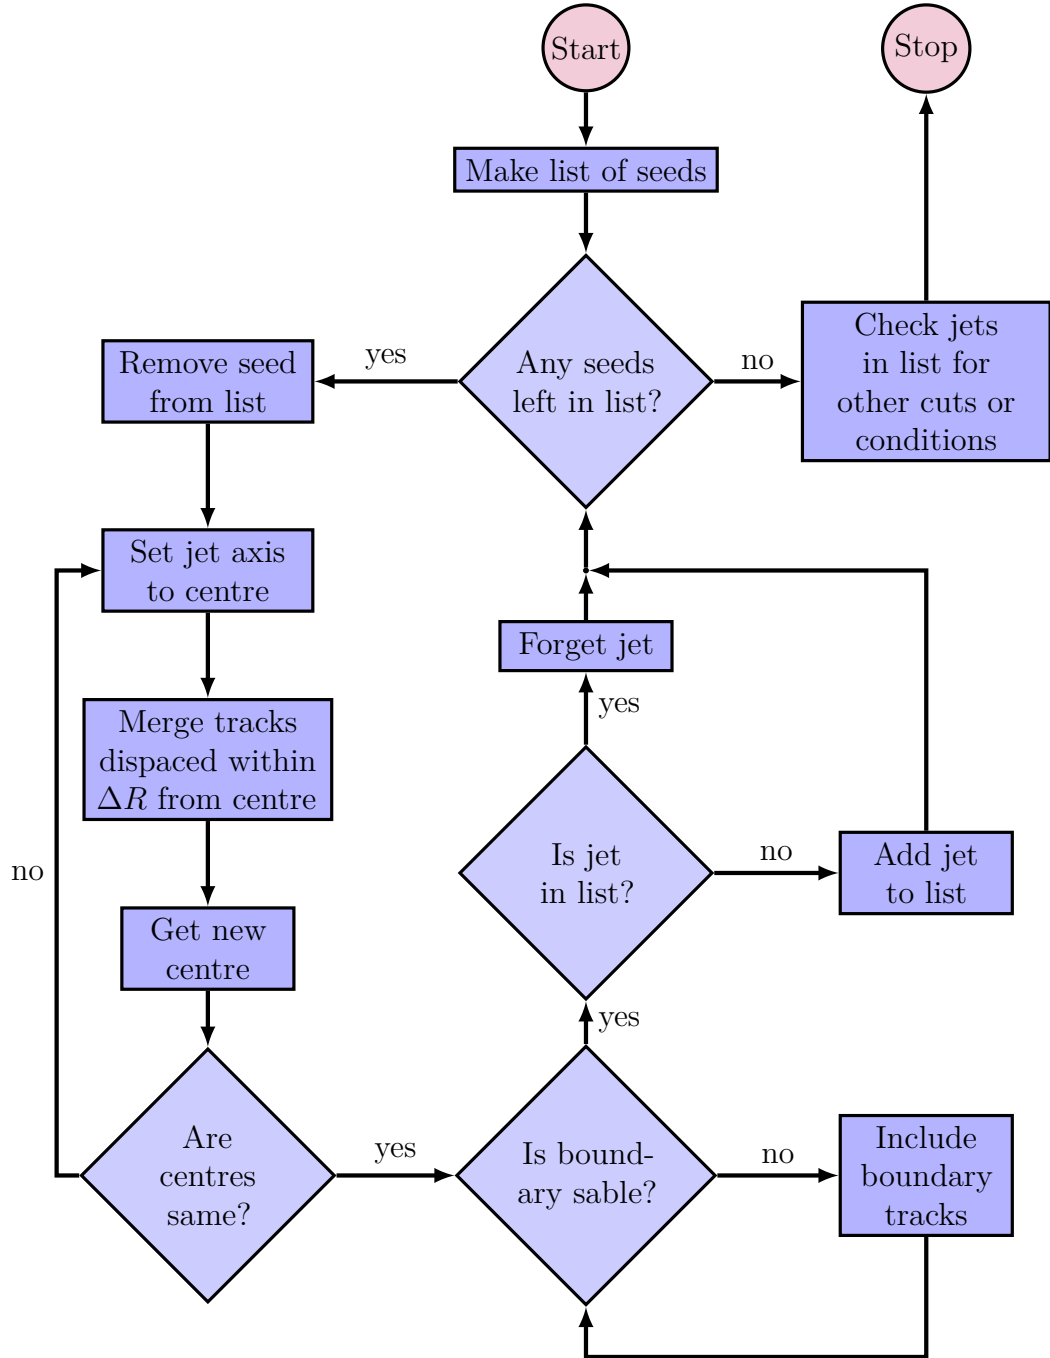 Start
Stop
Make list of seeds
Any seeds
left in list?
yes
no
Remove seed
from list
Check jets
in list for
other cuts or
conditions
Set jet axis
to centre
Forget jet
yes
Merge tracks
dispaced within
ΔR from centre
no
Is jet
in list?
no
Add jet
to list
Get new
centre
yes
Are
centres
same?
yes
Is bound-
ary sable?
no
Include
boundary
tracks